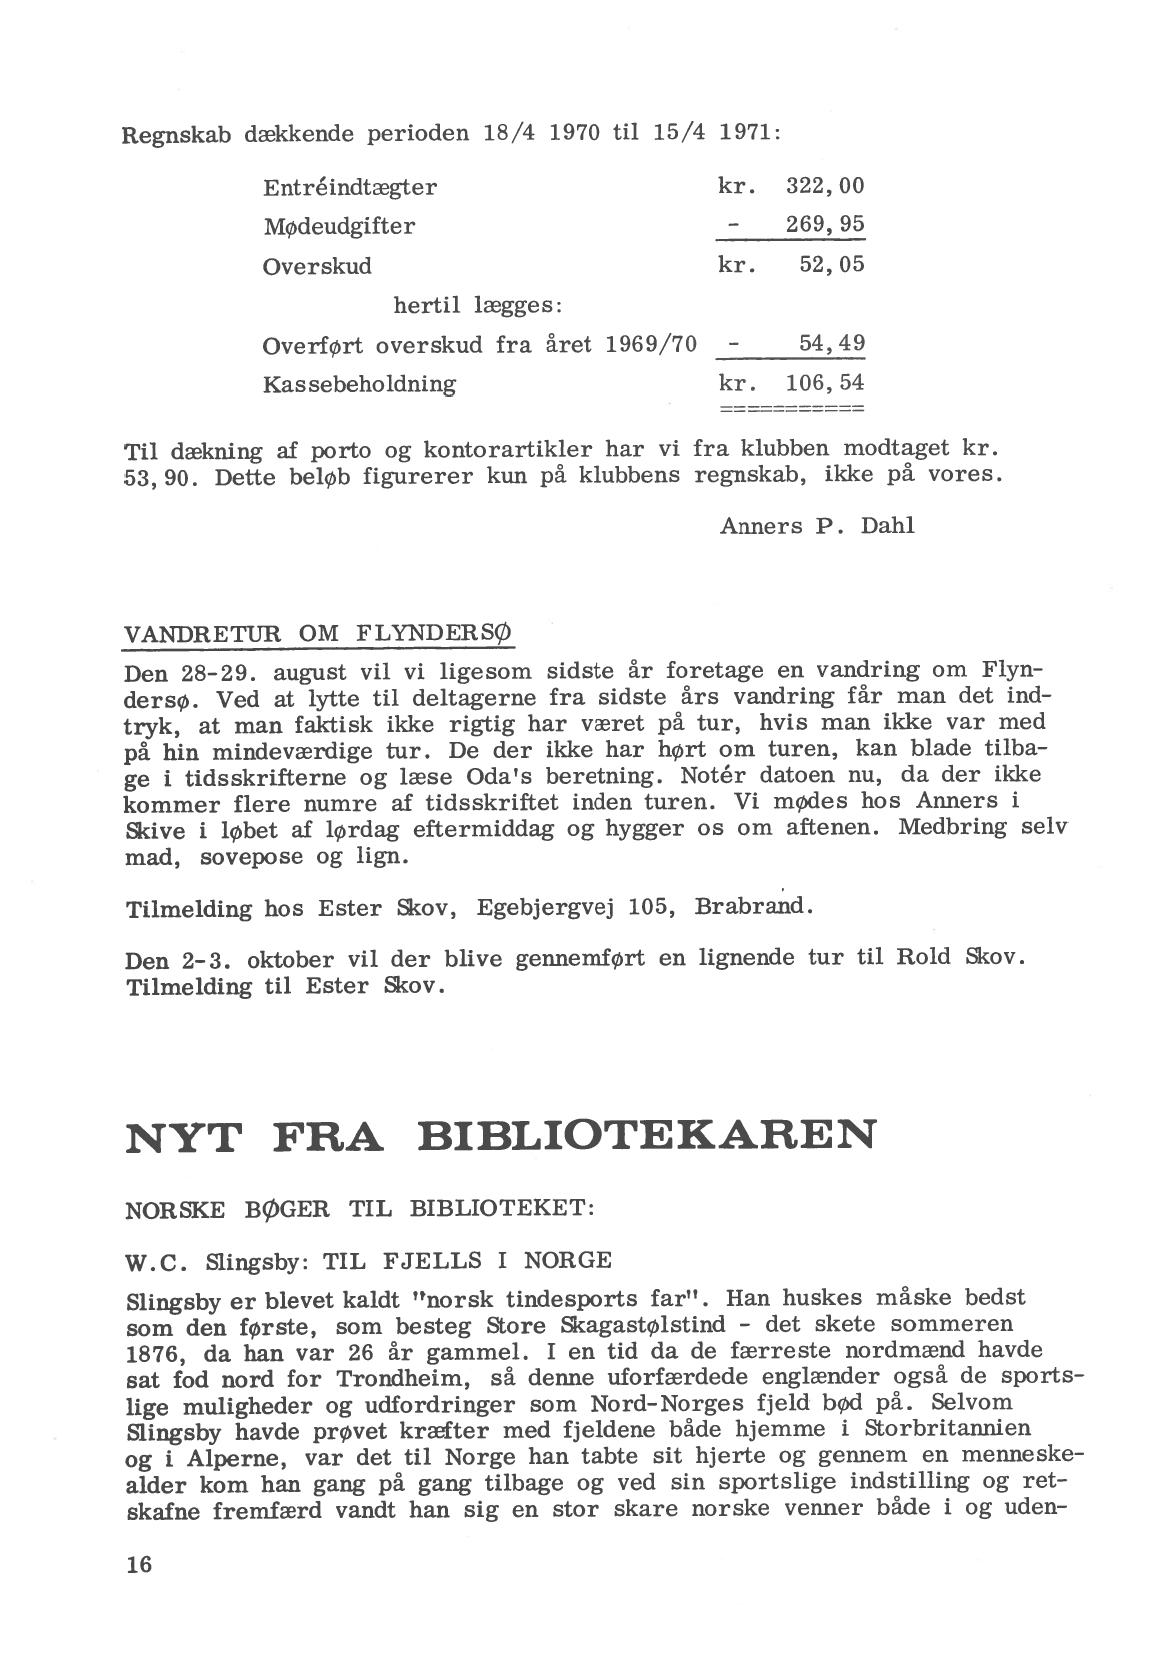 Regnskab dækkende perioden 18/4 1970 til 15/4 1971:
Entréindtægter kr. 322,00
Mødeudgifter - 269,95
Overskud kr. 52,05
hertil lægges:
Overført overskud fra året 1969/70 - 54,49
Kassebeholdning kr. 106,54
===========
Til dækning af porto og kontorartikler har vi fra klubben modtaget kr.
53,90. Dette beløb figurerer kun på klubbens regnskab, ikke på vores.
Anners P. Dahl
VANDRETUR OM FLYNDERSØ
Den 28-29. august vil vi ligesom sidste år foretage en vandring om Flyn-
dersø. Ved at lytte til deltagerne fra sidste års vandring får man det ind-
tryk, at man faktisk ikke rigtig har været på tur, hvis man ikke var med
på hin mindeværdige tur. De der ikke har hørt om turen, kan blade tilba-
ge i tidsskrifterne og læse Oda's beretning. Notér datoen nu, da der ikke
kommer flere numre af tidsskriftet inden turen. Vi mødes hos Anners i
Skive i løbet af lørdag eftermiddag og hygger os om aftenen. Medbring selv
mad, sovepose og lign.
Tilmelding hos Ester Skov, Egebjergvej 105, Brabrand.
Den 2-3. oktober vil der blive gennemført en lignende tur til Rold Skov.
Tilmelding til Ester Skov.
NYT FRA BIBLIOTEKAREN
NORSKE BØGER TIL BIBLIOTEKET:
W.C. Slingsby: TIL FJELLS I NORGE
Slingsby er blevet kaldt "norsk tindesports far". Han huskes måske bedst
som den første, som besteg Store Skagastølstind - det skete sommeren
1876, da han var 26 år gammel. I en tid da de færreste nordmænd havde
sat fod nord for Trondheim, så denne uforfærdede englænder også de sports-
lige muligheder og udfordringer som Nord-Norges fjeld bød på. Selvom
Slingsby havde prøvet kræfter med fjeldene både hjemme i Storbritannien
og i Alperne, var det til Norge han tabte sit hjerte og gennem en menneske-
alder kom han gang på gang tilbage og ved sin sportslige indstilling og ret-
skafne fremfærd vandt han sig en stor skare norske venner både i og uden-
16